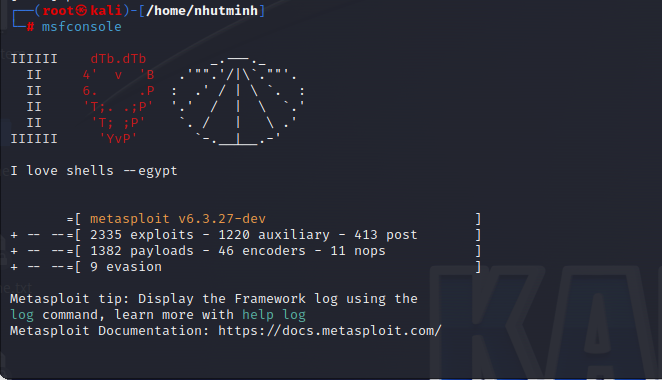 ┌──(root㉿kali)-[/home/nhutminh]
└─# msfconsole
IIIIII    dTb.dTb        _.---._
  II     4'  v  'B   .'"".'/|\`.""'.
  II     6.     .P  :  .' / | \ `.  :
  II     'T;. .;P'  '.'  /  |  \  `.'
  II      'T; ;P'    `. /   |   \ .'
IIIIII     'YvP'       `-.__|__.-'
I love shells --egypt
=[ metasploit v6.3.27-dev                          ]
+ -- --=[ 2335 exploits - 1220 auxiliary - 413 post       ]
+ -- --=[ 1382 payloads - 46 encoders - 11 nops           ]
+ -- --=[ 9 evasion                                       ]
Metasploit tip: Display the Framework log using the
log command, learn more with help log
Metasploit Documentation: https://docs.metasploit.com/